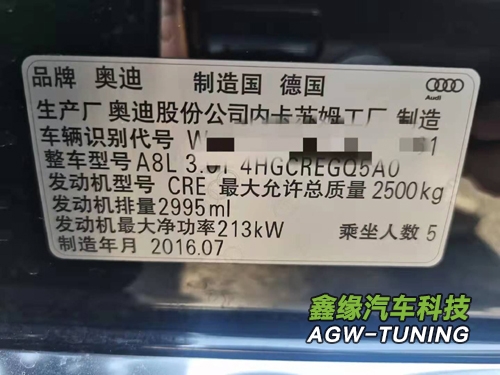 品牌 奥迪 制造国 德国
Audi
生产厂 奥迪股份公司内卡苏姆工厂 制造
车辆识别代号 W 1
整车型号 A8L 4HGCREGQ5A0
发动机型号 CRE 最大允许总质量 2500kg
发动机排量 2995ml
发动机最大净功率 213kW 乘坐人数 5
制造年月 2016.07
鑫缘汽车科技
AGW-TUNING